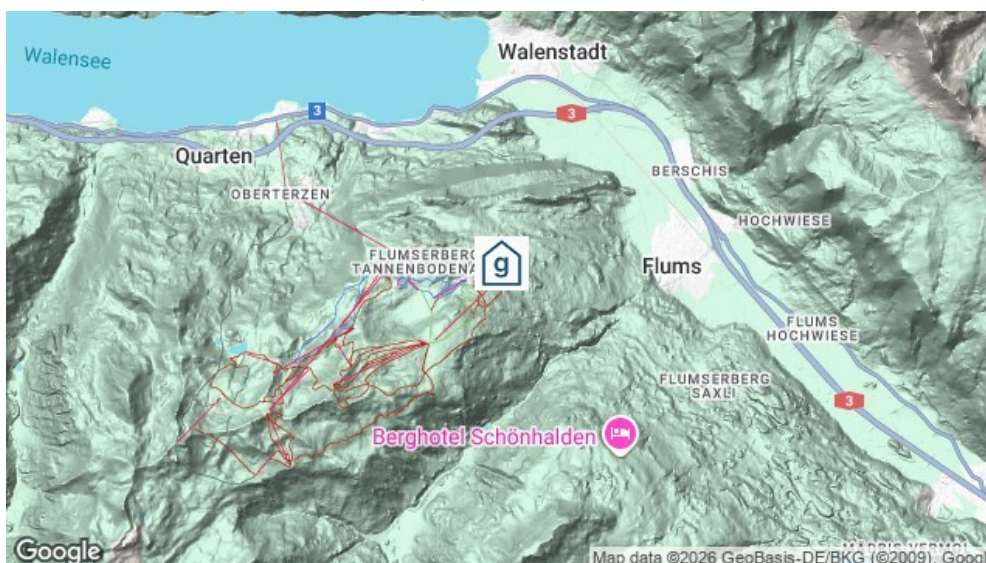 Walensee
Walenstadt
3
3
Quarten
BERSCHIS
OBERTERZEN
HOCHWIESE
FLUMSERBERG
TANNENBODENA
g
Flums
FLUMS
HOCHWIESE
FLUMSERBERG
SAXLI
3
Berghotel Schönhalden
Google
Map data ©2026 GeoBasis-DE/BKG (©2009), Googl